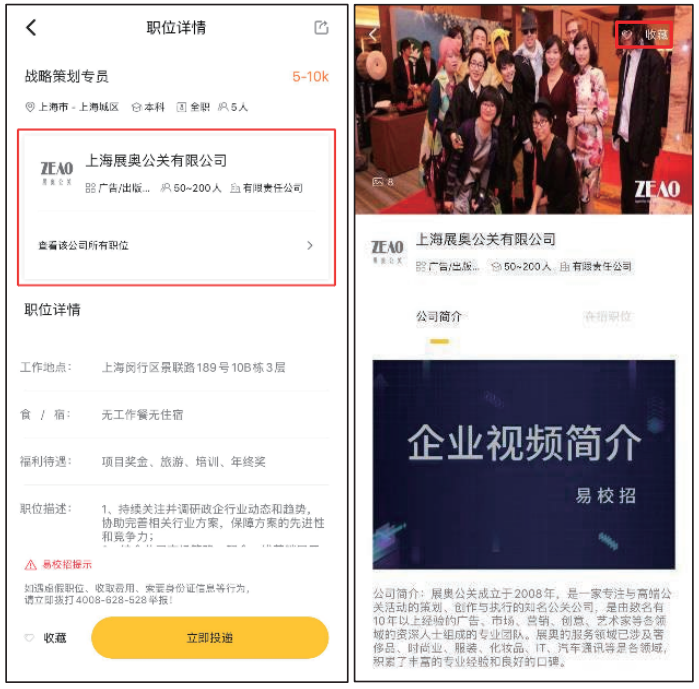 职位详情
战略策划专员
5-10k
上海市 - 上海城区 本科 全职 5人
ZEAO
展奥公关
上海展奥公关有限公司
广告/出版... 50~200人 有限责任公司
查看该公司所有职位
职位详情
工作地点: 上海闵行区景联路189号10B栋3层
食 / 宿: 无工作餐无住宿
福利待遇: 项目奖金、旅游、培训、年终奖
职位描述: 1、持续关注并调研政企行业动态和趋势,
协助完善相关行业方案,保障方案的先进性
和竞争力;
易校招提示
如遇虚假职位、收取费用、索要身份证信息等行为,
请立即拨打4008-628-528举报!
收藏
立即投递
收藏
8
ZEAO
ZEAO
展奥公关
上海展奥公关有限公司
广告/出版... 50~200人 有限责任公司
公司简介
在招职位
企业视频简介
易校招
公司简介:展奥公关成立于2008年,是一家专注与高端公
关活动的策划、创作与执行的知名公关公司,是由数名有
10年以上经验的广告、市场、营销、创意、艺术家等各领
域的资深人士组成的专业团队。展奥的服务领域已涉及奢
侈品、时尚业、服装、化妆品、IT、汽车通讯等是各领域,
积累了丰富的专业经验和良好的口碑。